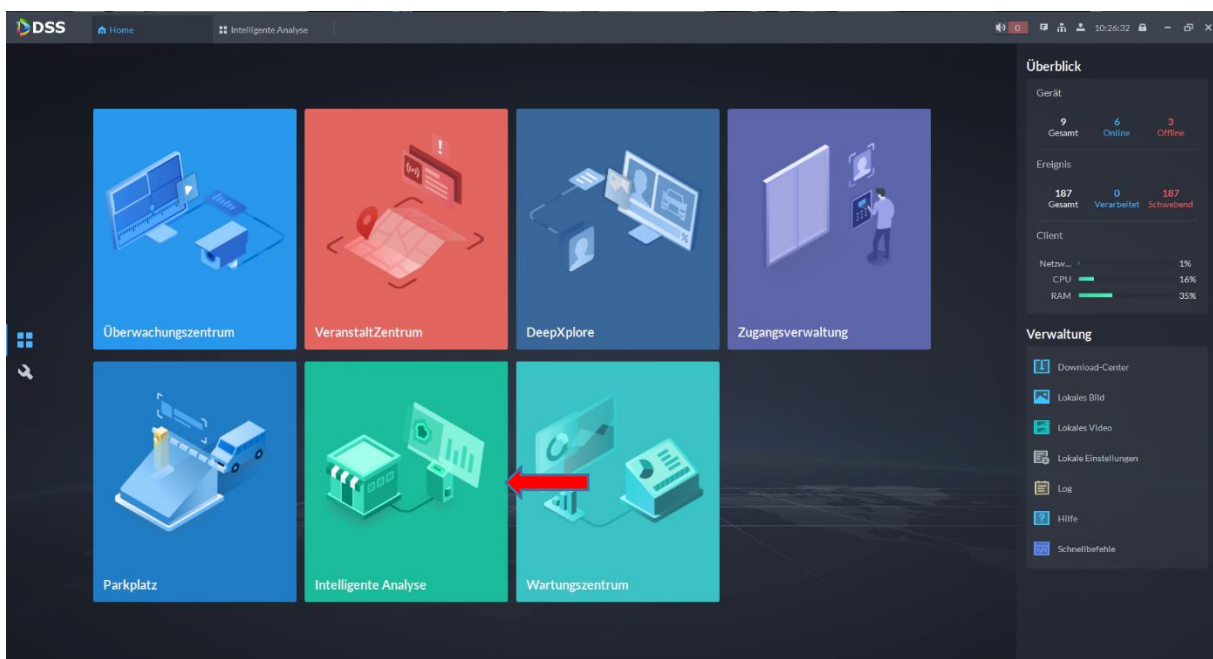 DSS
Home
Intelligente Analyse
0
10:26:32
Überwachungszentrum
VeranstaltZentrum
DeepXplore
Zugangsverwaltung
Parkplatz
Intelligente Analyse
Wartungszentrum
Überblick
Gerät
9 6 3
Gesamt Online Offline
Ereignis
187 0 187
Gesamt Verarbeitet Schwebend
Client
Netzw... 1%
CPU 16%
RAM 35%
Verwaltung
Download-Center
Lokales Bild
Lokales Video
Lokale Einstellungen
Log
Hilfe
Schnellbefehle